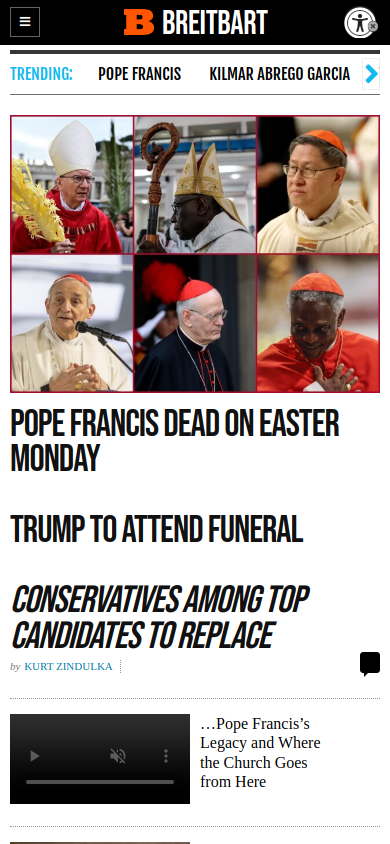 BREITBART
TRENDING:
POPE FRANCIS
KILMAR ABREGO GARCIA
POPE FRANCIS DEAD ON EASTER
MONDAY
TRUMP TO ATTEND FUNERAL
CONSERVATIVES AMONG TOP
CANDIDATES TO REPLACE
by KURT ZINDULKA
…Pope Francis’s
Legacy and Where
the Church Goes
from Here